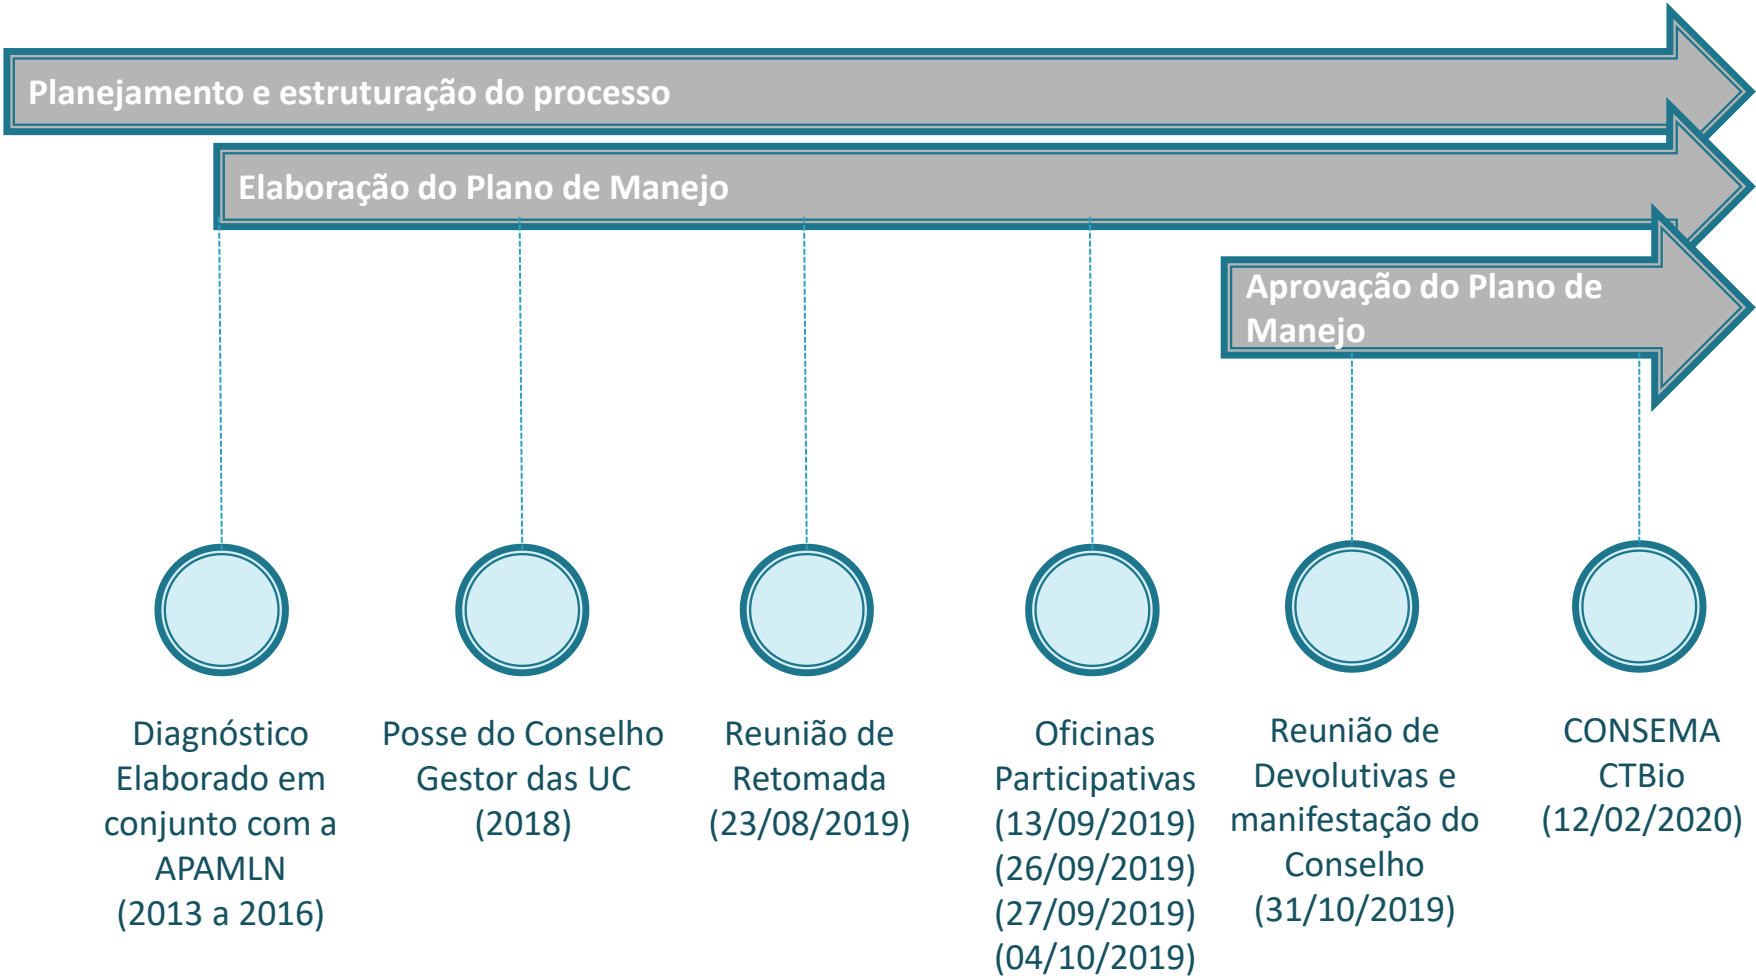 Planejamento e estruturação do processo
Elaboração do Plano de Manejo
Aprovação do Plano de
Manejo
Diagnóstico
Elaborado em
conjunto com a
APAMLN
(2013 a 2016)
Posse do Conselho
Gestor das UC
(2018)
Reunião de
Retomada
(23/08/2019)
Oficinas
Participativas
(13/09/2019)
(26/09/2019)
(27/09/2019)
(04/10/2019)
Reunião de
Devolutivas e
manifestação do
Conselho
(31/10/2019)
CONSEMA
CTBio
(12/02/2020)